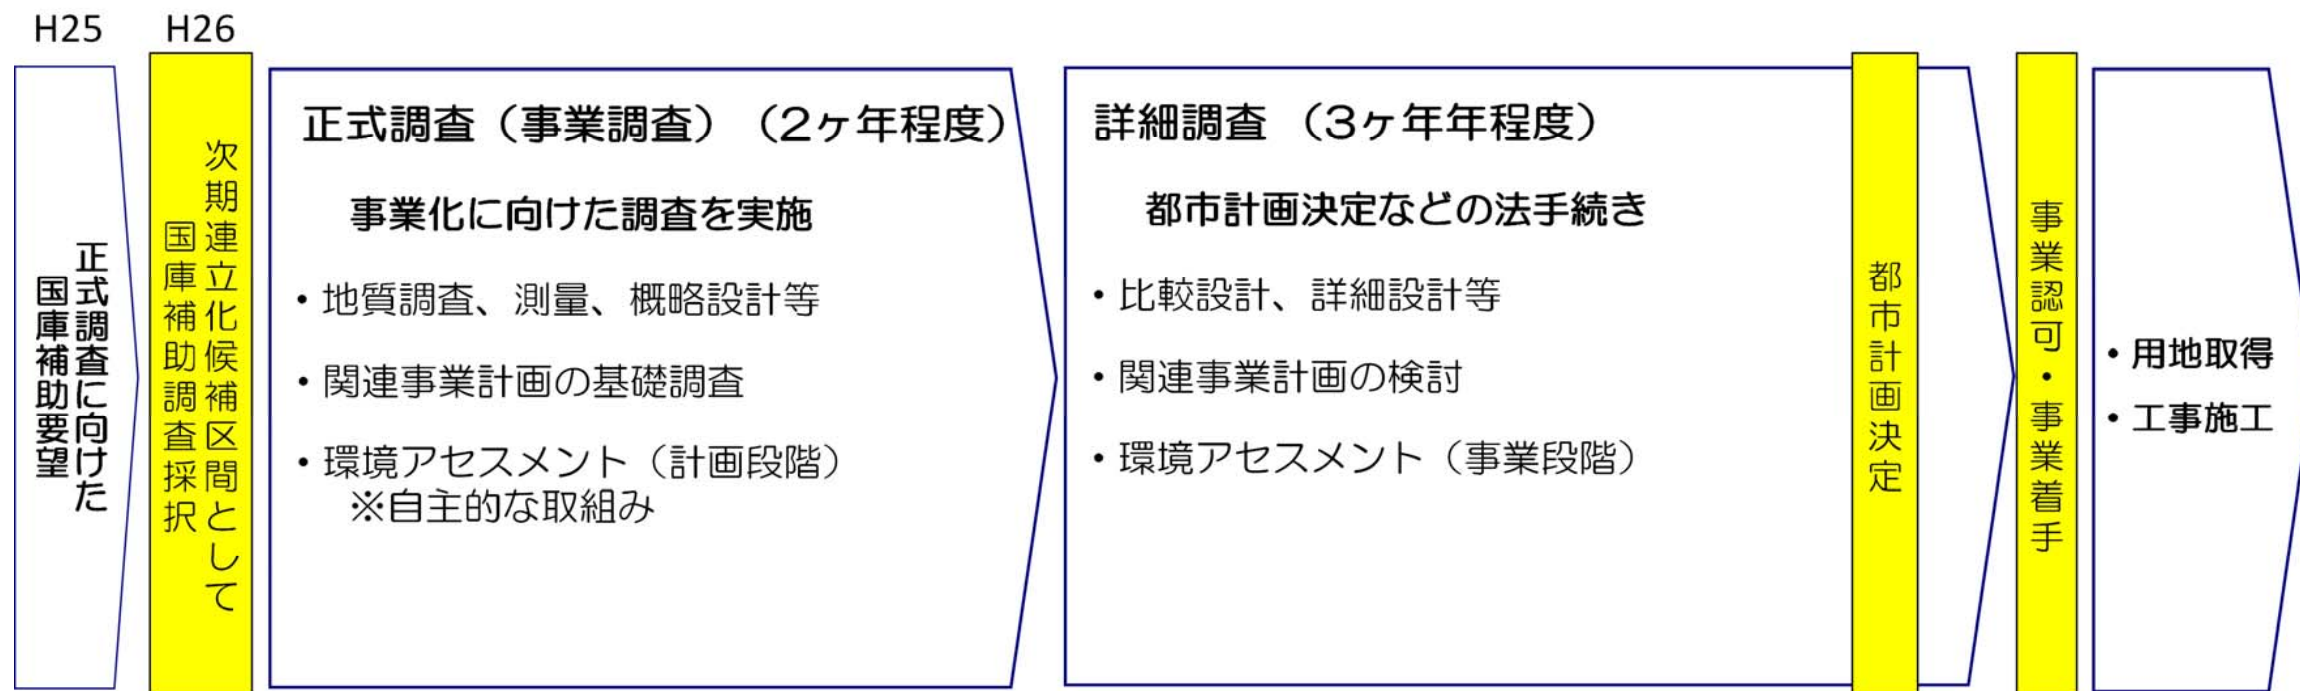 H25
H26
正式調査に向けた
国庫補助要望
次期連立化候補区間として
国庫補助調査採択
正式調査(事業調査)(2ヶ年程度)
事業化に向けた調査を実施
・地質調査、測量、概略設計等
・関連事業計画の基礎調査
・環境アセスメント(計画段階)
※自主的な取組み
詳細調査 (3ヶ年年程度)
都市計画決定などの法手続き
・比較設計、詳細設計等
・関連事業計画の検討
・環境アセスメント(事業段階)
都市計画決定
事業認可・事業着手
・用地取得
・工事施工